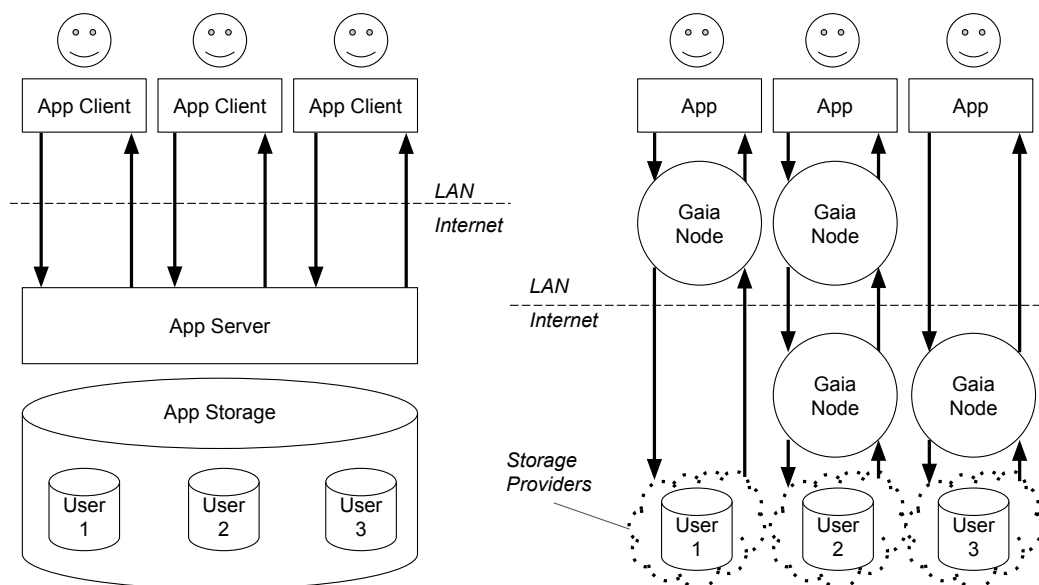 App Client
App Client
App Client
LAN
Internet
App Server
App Storage
User
1
User
2
User
3
App
App
App
Gaia
Node
Gaia
Node
LAN
Internet
Gaia
Node
Gaia
Node
Storage
Providers
User
1
User
2
User
3